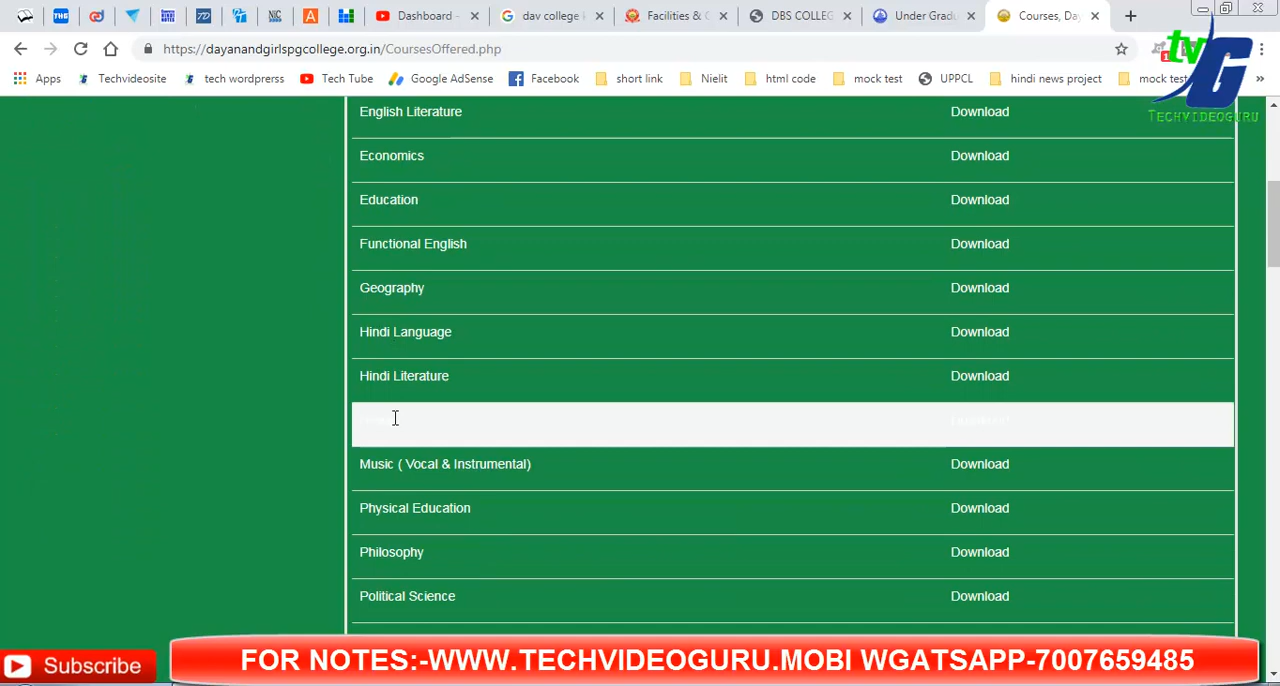 Dashboard -
dav college
Facilities & C
DBS COLLEG
Under Gradu
Courses, Day
https://dayanandgirlspgcollege.org.in/CoursesOffered.php
Apps Techvideosite tech wordprerss Tech Tube Google AdSense Facebook short link Nielit html code mock test UPPCL hindi news project mock test »
tv G
TECHVIDEOGURU
English Literature Download
Economics Download
Education Download
Functional English Download
Geography Download
Hindi Language Download
Hindi Literature Download
Music ( Vocal & Instrumental) Download
Physical Education Download
Philosophy Download
Political Science Download
Subscribe
FOR NOTES:-WWW.TECHVIDEOGURU.MOBI WGATSAPP-7007659485